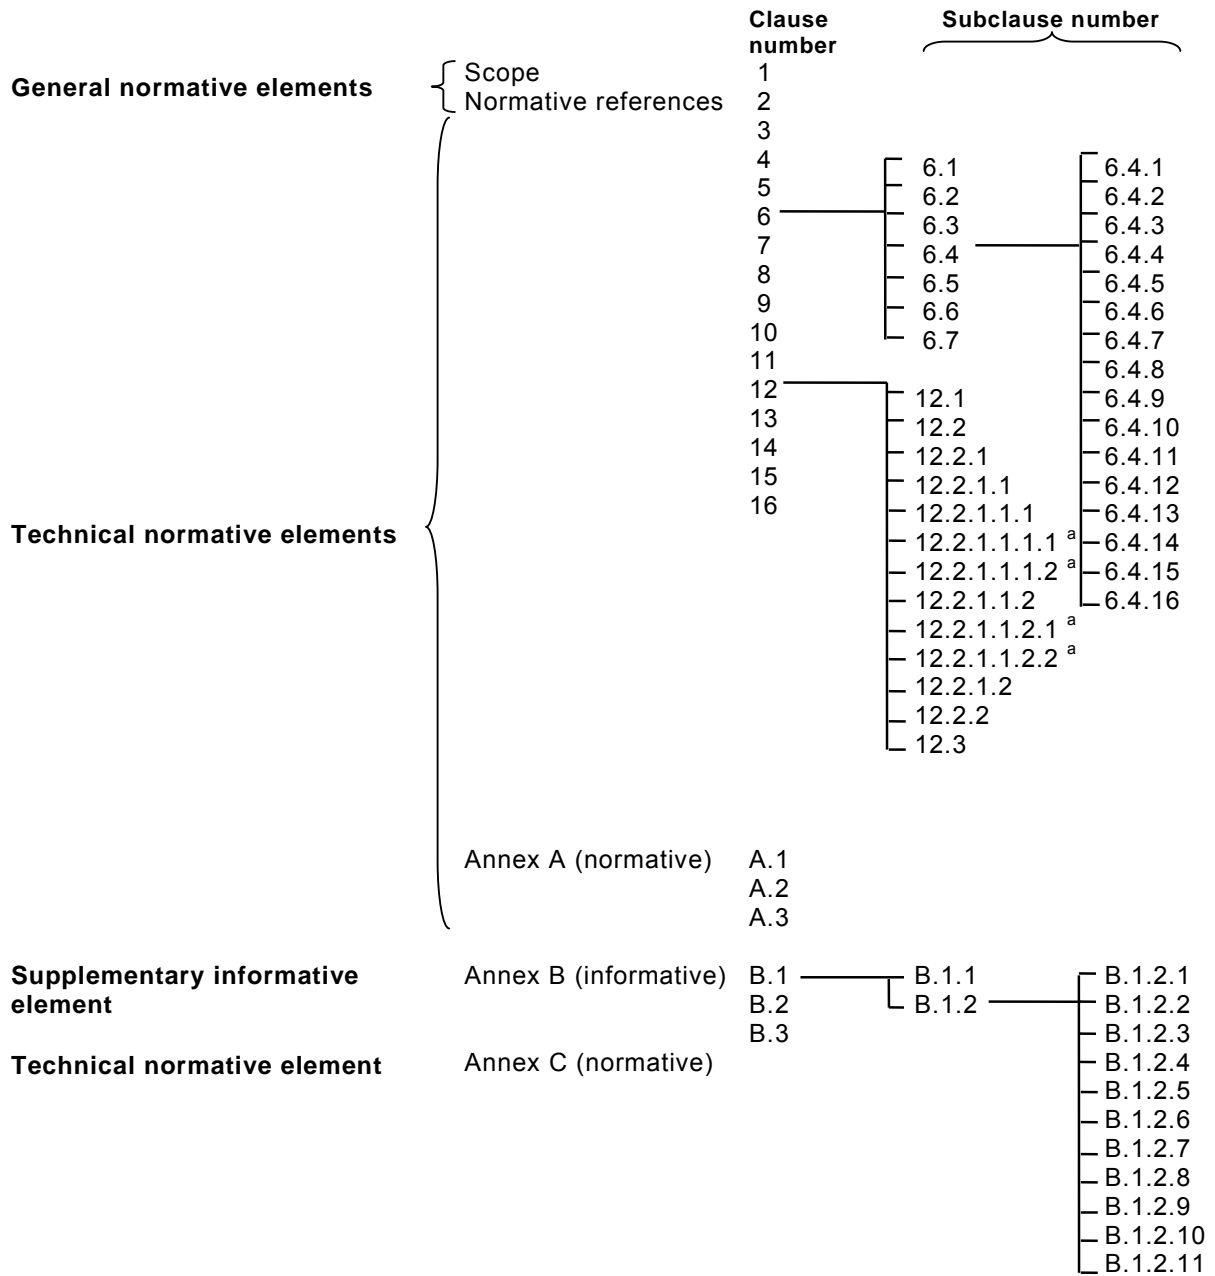 Clause number
Subclause number
General normative elements
Scope
Normative references
1
2
3
4
5
6
7
8
9
10
11
12
13
14
15
16
6.1
6.2
6.3
6.4
6.5
6.6
6.7
6.4.1
6.4.2
6.4.3
6.4.4
6.4.5
6.4.6
6.4.7
6.4.8
6.4.9
6.4.10
6.4.11
6.4.12
6.4.13
6.4.14
6.4.15
6.4.16
12.1
12.2
12.2.1
12.2.1.1
12.2.1.1.1
12.2.1.1.1.1 a
12.2.1.1.1.2 a
12.2.1.1.2
12.2.1.1.2.1 a
12.2.1.1.2.2 a
12.2.1.2
12.2.2
12.3
Technical normative elements
Annex A (normative)
A.1
A.2
A.3
Supplementary informative
element
Annex B (informative)
B.1
B.2
B.3
B.1.1
B.1.2
B.1.2.1
B.1.2.2
B.1.2.3
B.1.2.4
B.1.2.5
B.1.2.6
B.1.2.7
B.1.2.8
B.1.2.9
B.1.2.10
B.1.2.11
Technical normative element
Annex C (normative)